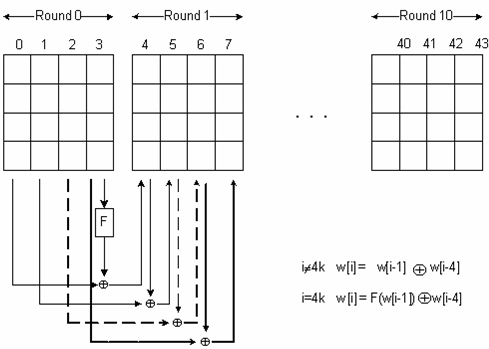 Round 0 Round 1 Round 10
0 1 2 3 4 5 6 7 40 41 42 43
. . .
F
i≠4k w[i]= w[i-1] ⊕ w[i-4]
i=4k w[i]= F(w[i-1]) ⊕ w[i-4]